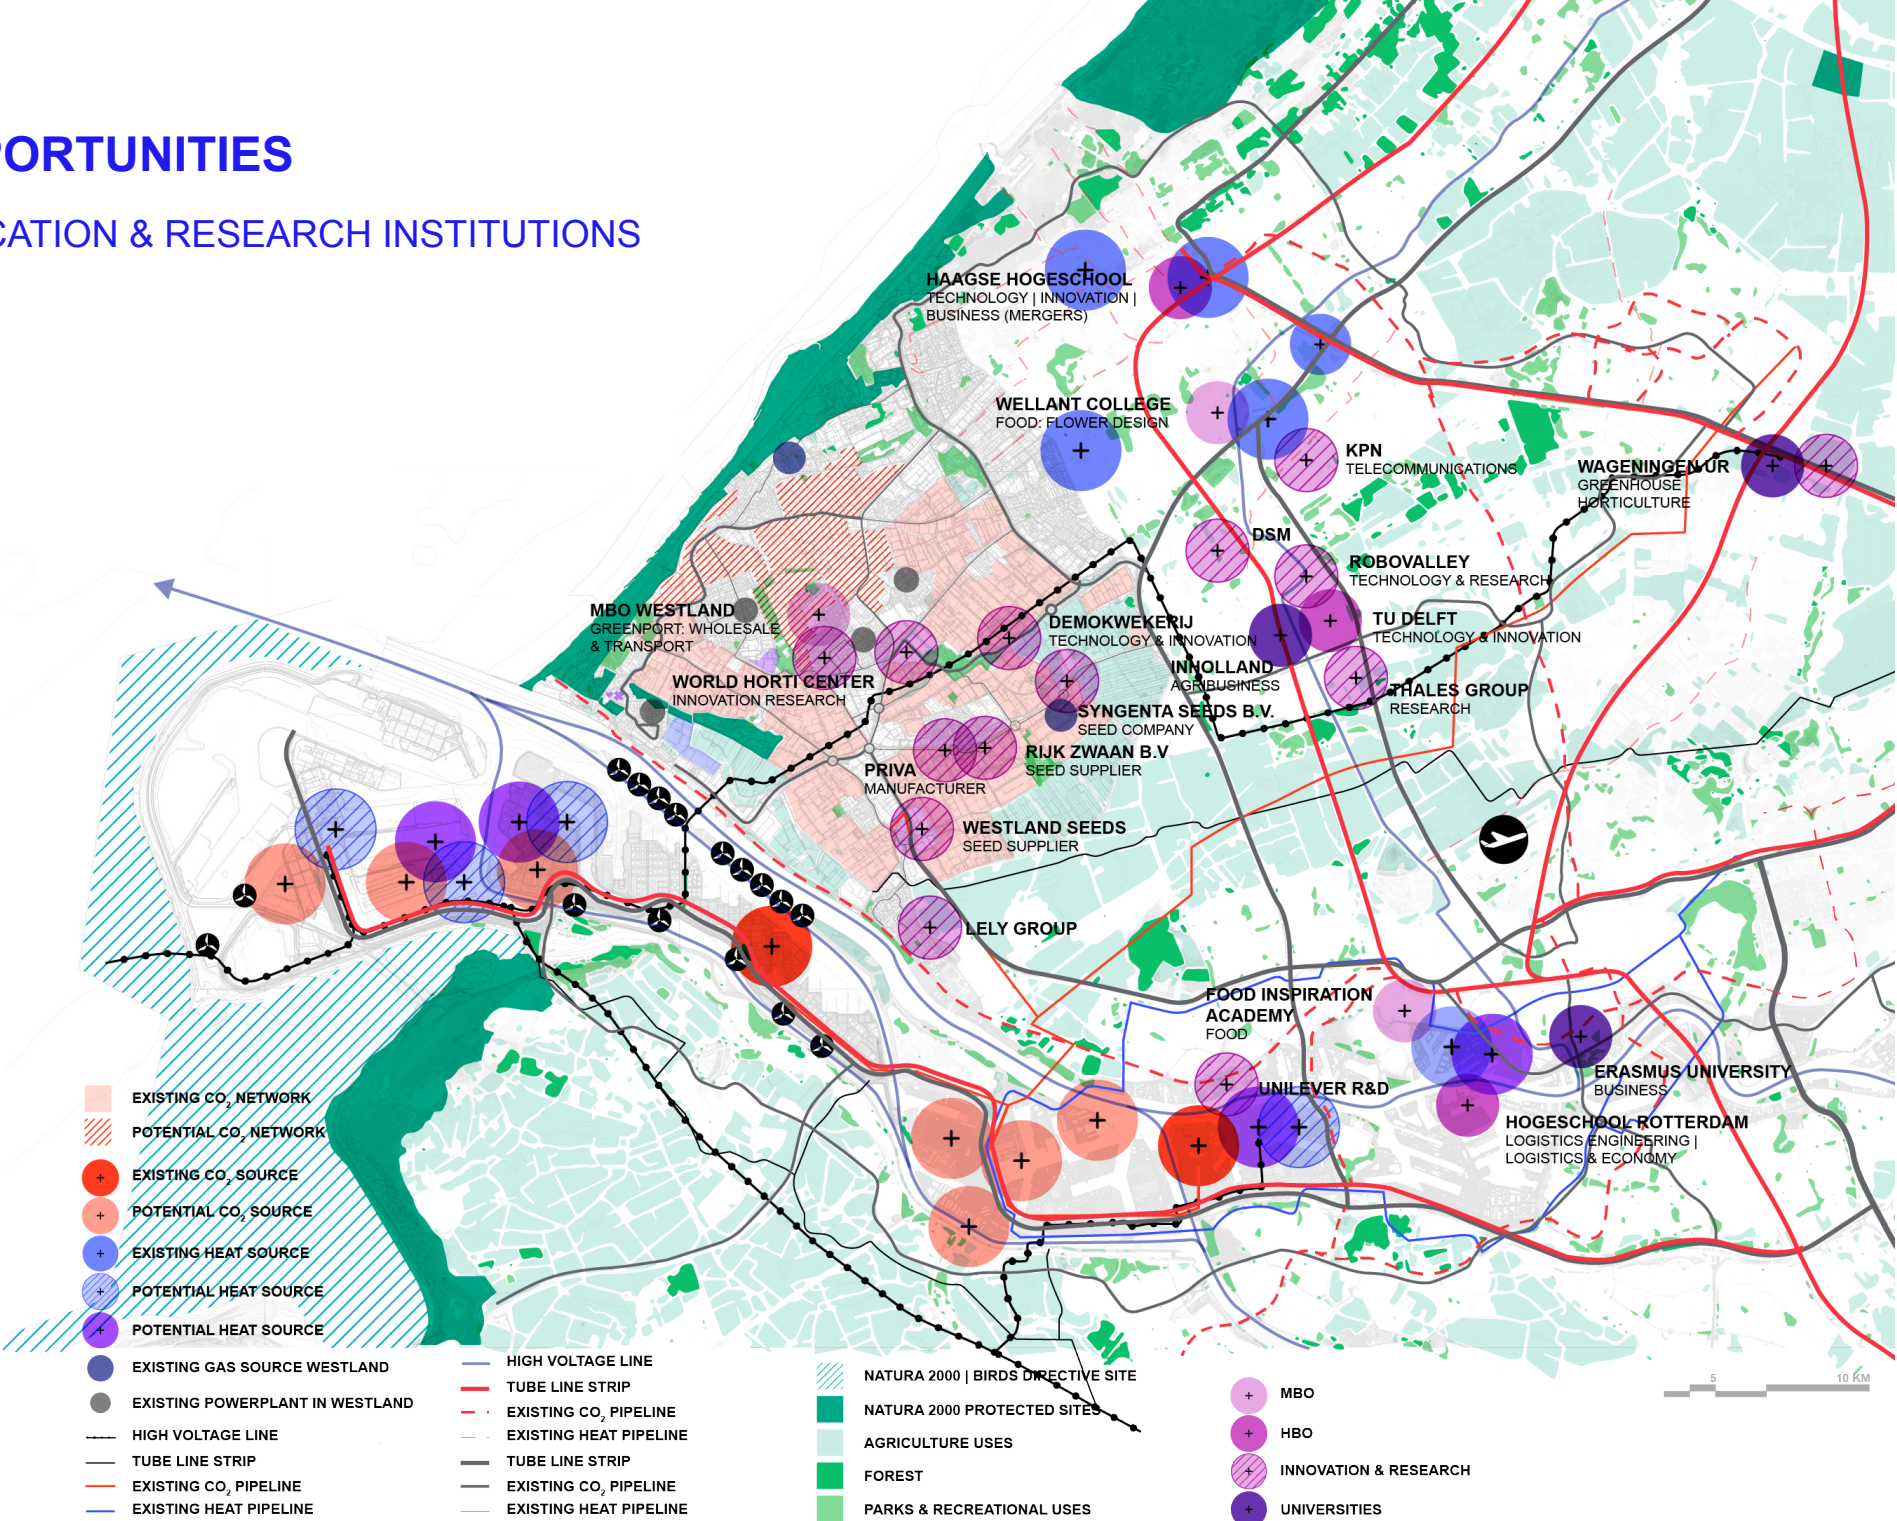 PORTUNITIES
CATION & RESEARCH INSTITUTIONS
HAAGSE HOGESCHOOL
TECHNOLOGY | INNOVATION |
BUSINESS (MERGERS)
WELLANT COLLEGE
FOOD: FLOWER DESIGN
KPN
TELECOMMUNICATIONS
WAGENINGEN UR
GREENHOUSE
HORTICULTURE
DSM
ROBOVALLEY
TECHNOLOGY & RESEARCH
MBO WESTLAND
GREENPORT: WHOLESALE
& TRANSPORT
DEMOKWEKERIJ
TECHNOLOGY & INNOVATION
TU DELFT
TECHNOLOGY & INNOVATION
WORLD HORTI CENTER
INNOVATION RESEARCH
INHOLLAND
AGRIBUSINESS
THALES GROUP
RESEARCH
SYNGENTA SEEDS B.V.
SEED COMPANY
RIJK ZWAAN B.V
SEED SUPPLIER
PRIVA
MANUFACTURER
WESTLAND SEEDS
SEED SUPPLIER
LELY GROUP
FOOD INSPIRATION
ACADEMY
FOOD
UNILEVER R&D
ERASMUS UNIVERSITY
BUSINESS
HOGESCHOOL ROTTERDAM
LOGISTICS ENGINEERING |
LOGISTICS & ECONOMY
EXISTING CO2 NETWORK
POTENTIAL CO2 NETWORK
EXISTING CO2 SOURCE
POTENTIAL CO2 SOURCE
EXISTING HEAT SOURCE
POTENTIAL HEAT SOURCE
POTENTIAL HEAT SOURCE
EXISTING GAS SOURCE WESTLAND
EXISTING POWERPLANT IN WESTLAND
HIGH VOLTAGE LINE
TUBE LINE STRIP
EXISTING CO2 PIPELINE
EXISTING HEAT PIPELINE
HIGH VOLTAGE LINE
TUBE LINE STRIP
EXISTING CO2 PIPELINE
EXISTING HEAT PIPELINE
TUBE LINE STRIP
EXISTING CO2 PIPELINE
EXISTING HEAT PIPELINE
NATURA 2000 | BIRDS DIRECTIVE SITE
NATURA 2000 PROTECTED SITES
AGRICULTURE USES
FOREST
PARKS & RECREATIONAL USES
MBO
HBO
INNOVATION & RESEARCH
UNIVERSITIES
5 10 KM